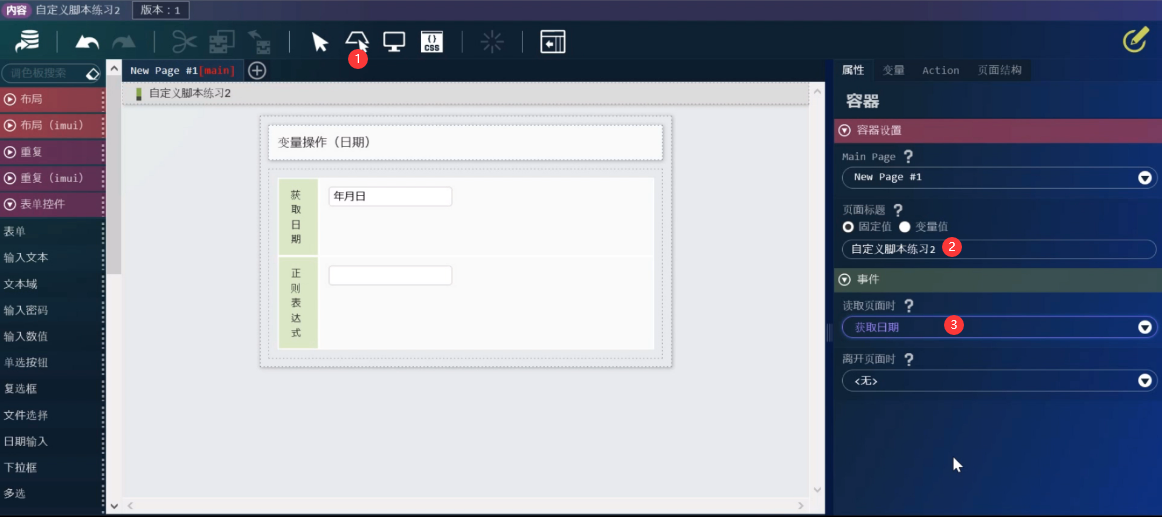 内容 自定义脚本练习2 版本：1
{} CSS
1
调色板搜索
布局
布局（imui）
重复
重复（imui）
表单控件
表单
输入文本
文本域
输入密码
输入数值
单选按钮
复选框
文件选择
日期输入
下拉框
多选
New Page #1[main]
自定义脚本练习2
变量操作（日期）
获取日期
年月日
正则表达式
属性 变量 Action 页面结构
容器
容器设置
Main Page ?
New Page #1
页面标题 ?
固定值 变量值
自定义脚本练习2 2
事件
读取页面时 ?
获取日期 3
离开页面时 ?
<无>